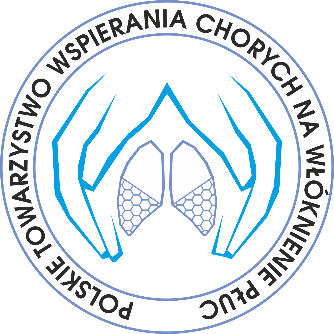 POLSKIE TOWARZYSTWO WSPIERANIA CHORYCH NA WŁÓKNIENIE PŁUC